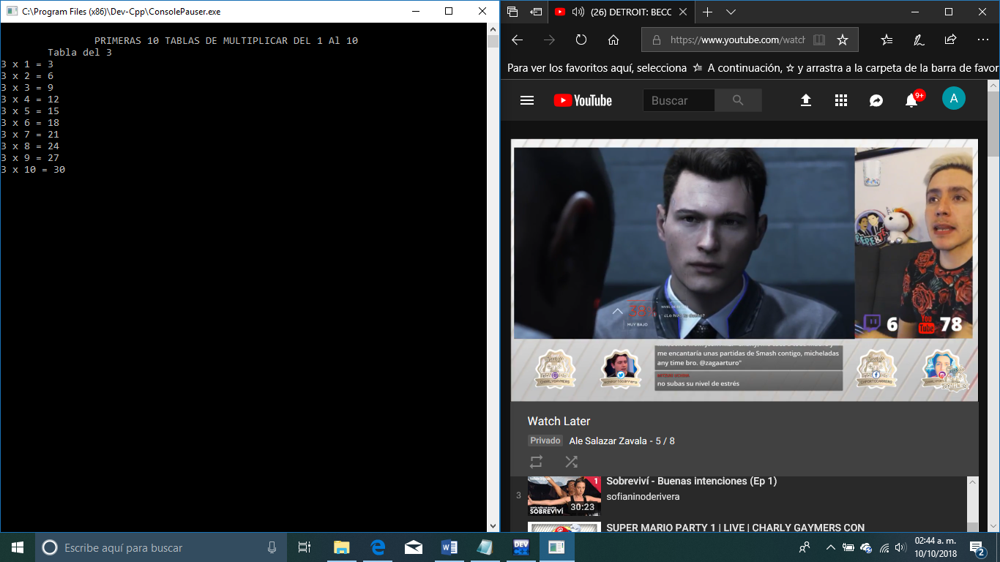 C:\Program Files (x86)\Dev-Cpp\ConsolePauser.exe
PRIMERAS 10 TABLAS DE MULTIPLICAR DEL 1 Al 10
Tabla del 3
3 x 1 = 3
3 x 2 = 6
3 x 3 = 9
3 x 4 = 12
3 x 5 = 15
3 x 6 = 18
3 x 7 = 21
3 x 8 = 24
3 x 9 = 27
3 x 10 = 30
(26) DETROIT: BECO
https://www.youtube.com/watch
Para ver los favoritos aquí, selecciona A continuación, y arrastra a la carpeta de la barra de favor
YouTube
Buscar
9+
A
38%
¿Lo hizo tu dueño?
MUY BAJO
6
You Tube 78
me encantaría unas partidas de Smash contigo, micheladas
any time bro. @zagaarturo"
no subas su nivel de estrés
CHARLYGAYMERS
Watch Later
Privado Ale Salazar Zavala - 5 / 8
3
1
SOBREVIVÍ
30:23
Sobreviví - Buenas intenciones (Ep 1)
sofianinoderivera
SUPER MARIO PARTY 1 | LIVE | CHARLY GAYMERS CON
Escribe aquí para buscar
DEV
02:44 a. m.
10/10/2018
2